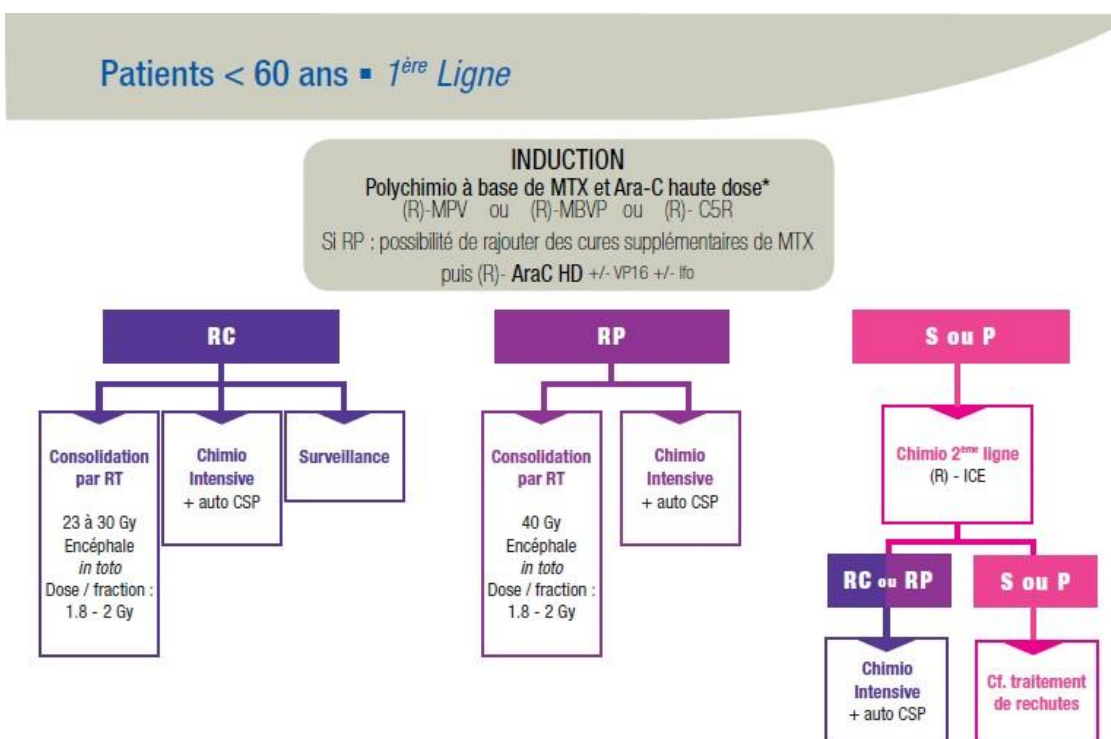 Patients < 60 ans ▪ 1ère Ligne
INDUCTION
Polychimio à base de MTX et Ara-C haute dose*
(R)-MPV ou (R)-MBVP ou (R)- C5R
Si RP : possibilité de rajouter des cures supplémentaires de MTX
puis (R)- AraC HD +/- VP16 +/- Ifo
RC
Consolidation
par RT
23 à 30 Gy
Encéphale
in toto
Dose / fraction :
1.8 - 2 Gy
Chimio
Intensive
+ auto CSP
Surveillance
RP
Consolidation
par RT
40 Gy
Encéphale
in toto
Dose / fraction :
1.8 - 2 Gy
Chimio
Intensive
+ auto CSP
S ou P
Chimio 2ème ligne
(R) - ICE
RC ou RP
Chimio
Intensive
+ auto CSP
S ou P
Cf. traitement
de rechutes